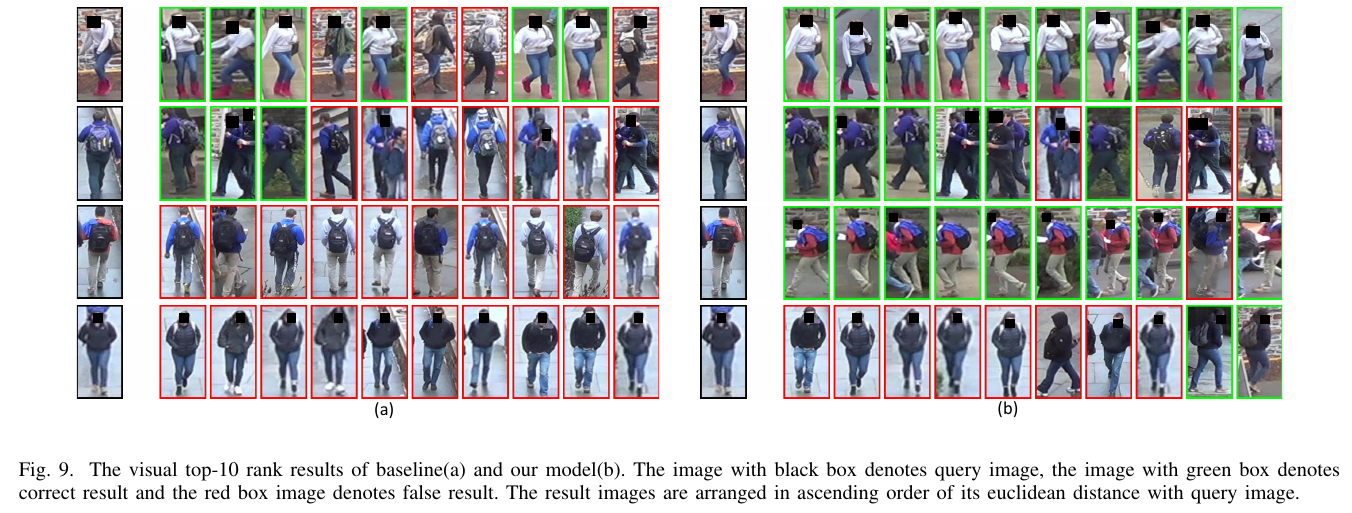 (a)
(b)
Fig. 9. The visual top-10 rank results of baseline(a) and our model(b). The image with black box denotes query image, the image with green box denotes
correct result and the red box image denotes false result. The result images are arranged in ascending order of its euclidean distance with query image.